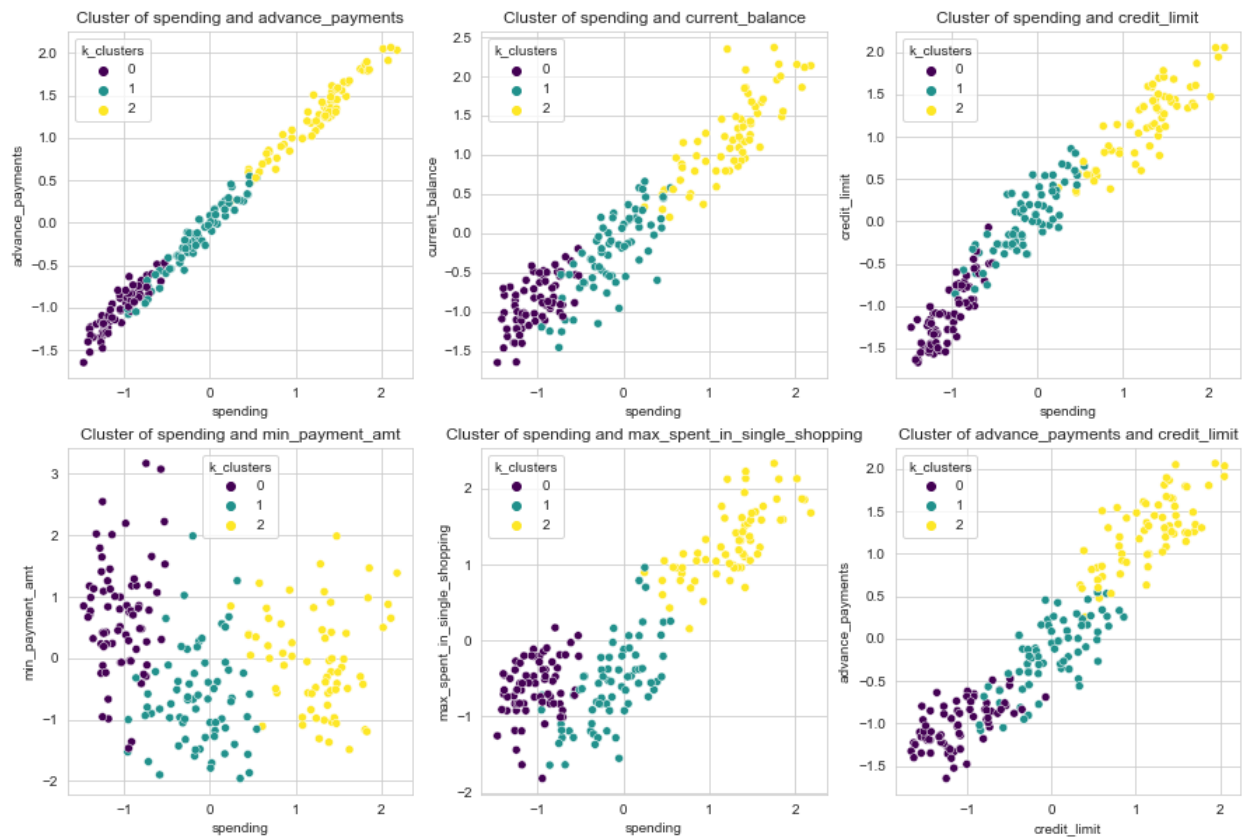 Cluster of spending and advance_payments
k_clusters
0
1
2
advance_payments
2.0
1.5
1.0
0.5
0.0
−0.5
−1.0
−1.5
−1 0 1 2
spending
Cluster of spending and current_balance
k_clusters
0
1
2
current_balance
2.5
2.0
1.5
1.0
0.5
0.0
−0.5
−1.0
−1.5
−1 0 1 2
spending
Cluster of spending and credit_limit
k_clusters
0
1
2
credit_limit
2.0
1.5
1.0
0.5
0.0
−0.5
−1.0
−1.5
−1 0 1 2
spending
Cluster of spending and min_payment_amt
k_clusters
0
1
2
min_payment_amt
3
2
1
0
−1
−2
−1 0 1 2
spending
Cluster of spending and max_spent_in_single_shopping
k_clusters
0
1
2
max_spent_in_single_shopping
2
1
0
−1
−2
−1 0 1 2
spending
Cluster of advance_payments and credit_limit
k_clusters
0
1
2
advance_payments
2.0
1.5
1.0
0.5
0.0
−0.5
−1.0
−1.5
−1 0 1 2
credit_limit